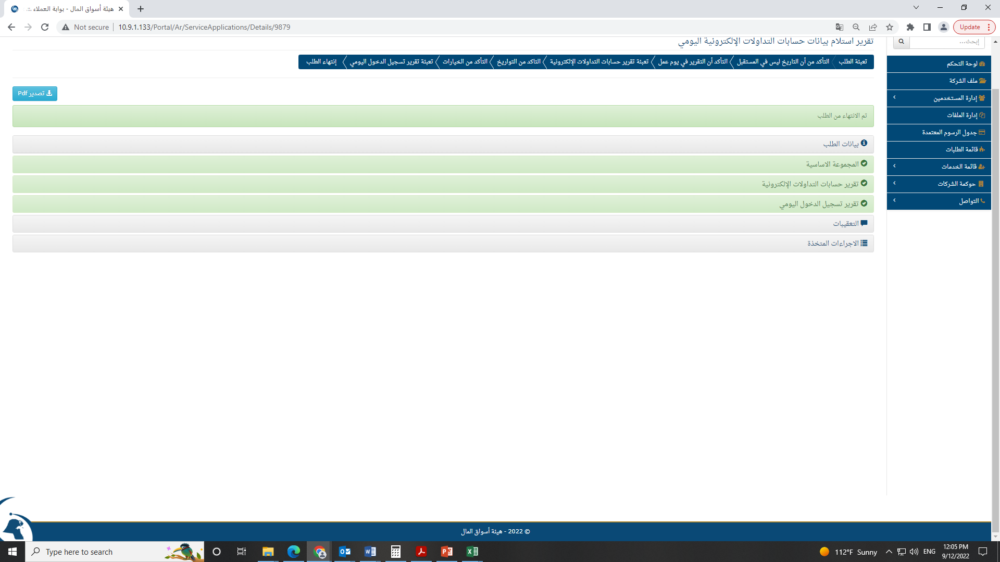 هيئة أسواق المال - بوابة العملاء .::
Not secure
10.9.1.133/Portal/Ar/ServiceApplications/Details/9879
Update
تقرير استلام بيانات حسابات التداولات الإلكترونية اليومي
إبحث...
تعبئة الطلب
التأكد من أن التاريخ ليس في المستقبل
التأكد أن التقرير في يوم عمل
تعبئة تقرير حسابات التداولات الإلكترونية
التاكد من التواريخ
التأكد من الخيارات
تعبئة تقرير تسجيل الدخول اليومي
إنتهاء الطلب
تصدير Pdf
تم الانتهاء من الطلب
بيانات الطلب
المجموعة الاساسية
تقرير حسابات التداولات الإلكترونية
تقرير تسجيل الدخول اليومي
التعقيبات
الاجراءات المتخذة
لوحة التحكم
ملف الشركة
إدارة المستخدمين
إدارة الملفات
جدول الرسوم المعتمدة
قائمة الطلبات
قائمة الخدمات
حوكمة الشركات
التواصل
© 2022 - هيئة أسواق المال
Type here to search
112°F Sunny
ENG
12:05 PM
9/12/2022